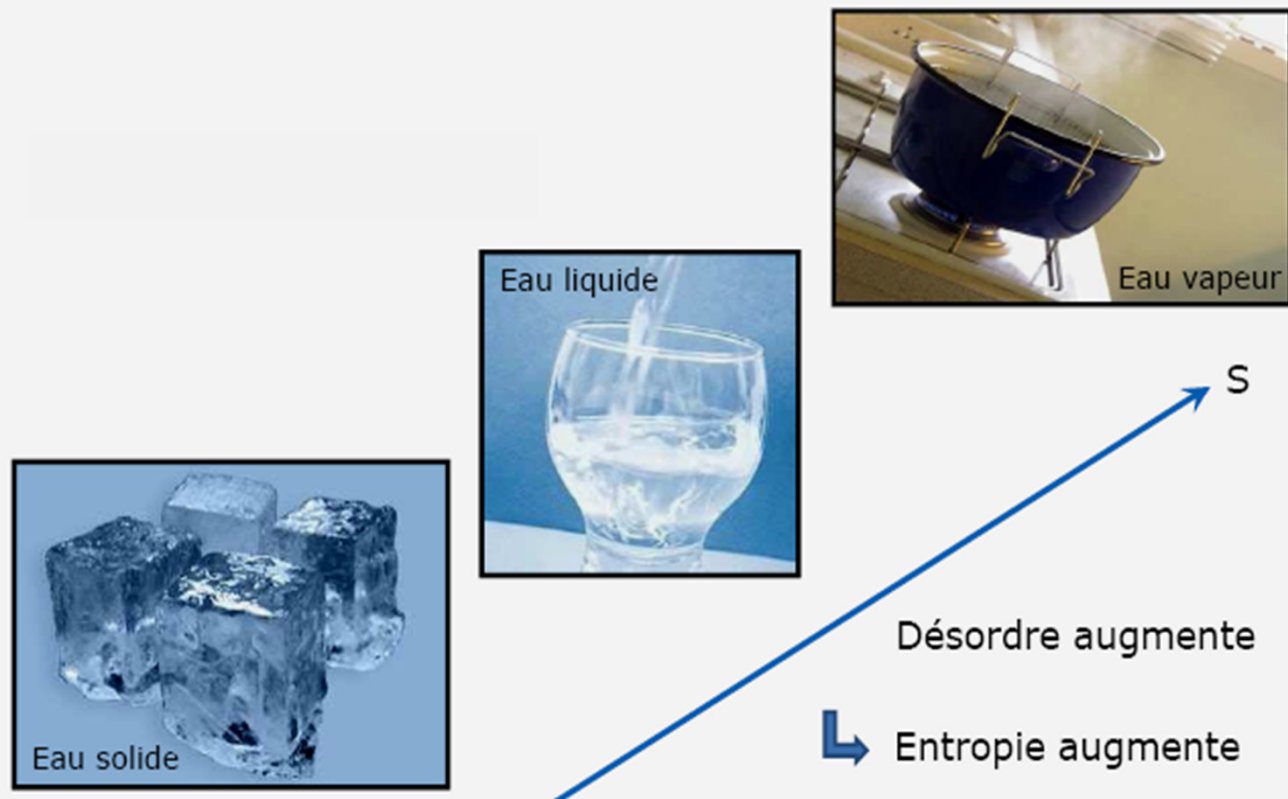 Eau vapeur
Eau liquide
S
Eau solide
Désordre augmente
Entropie augmente